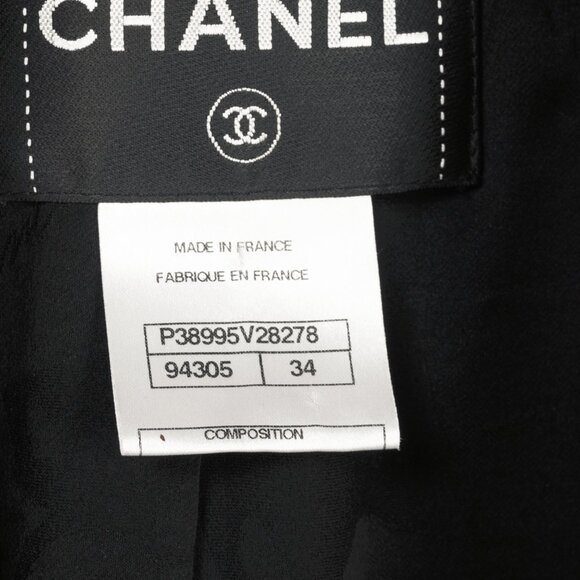 CHANEL
MADE IN FRANCE
FABRIQUE EN FRANCE
P38995V28278
94305 34
COMPOSITION